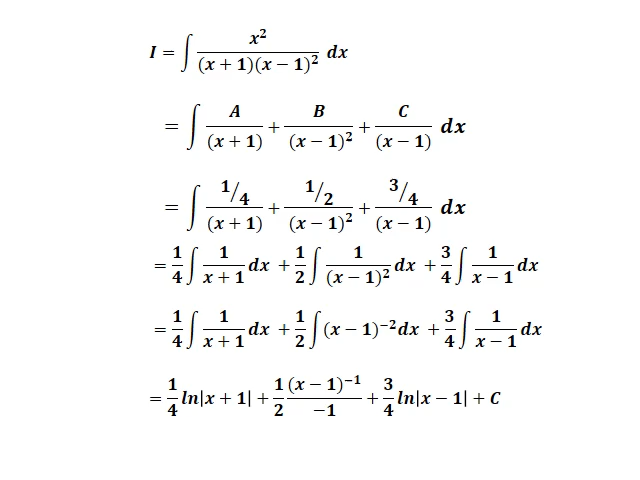 I = ∫ x² / (x + 1)(x − 1)² dx
= ∫ A / (x + 1) + B / (x − 1)² + C / (x − 1) dx
= ∫ 1/4 / (x + 1) + 1/2 / (x − 1)² + 3/4 / (x − 1) dx
= 1/4 ∫ 1 / x + 1 dx + 1/2 ∫ 1 / (x − 1)² dx + 3/4 ∫ 1 / x − 1 dx
= 1/4 ∫ 1 / x + 1 dx + 1/2 ∫ (x − 1)⁻² dx + 3/4 ∫ 1 / x − 1 dx
= 1/4 ln|x + 1| + 1/2 (x − 1)⁻¹ / −1 + 3/4 ln|x − 1| + C